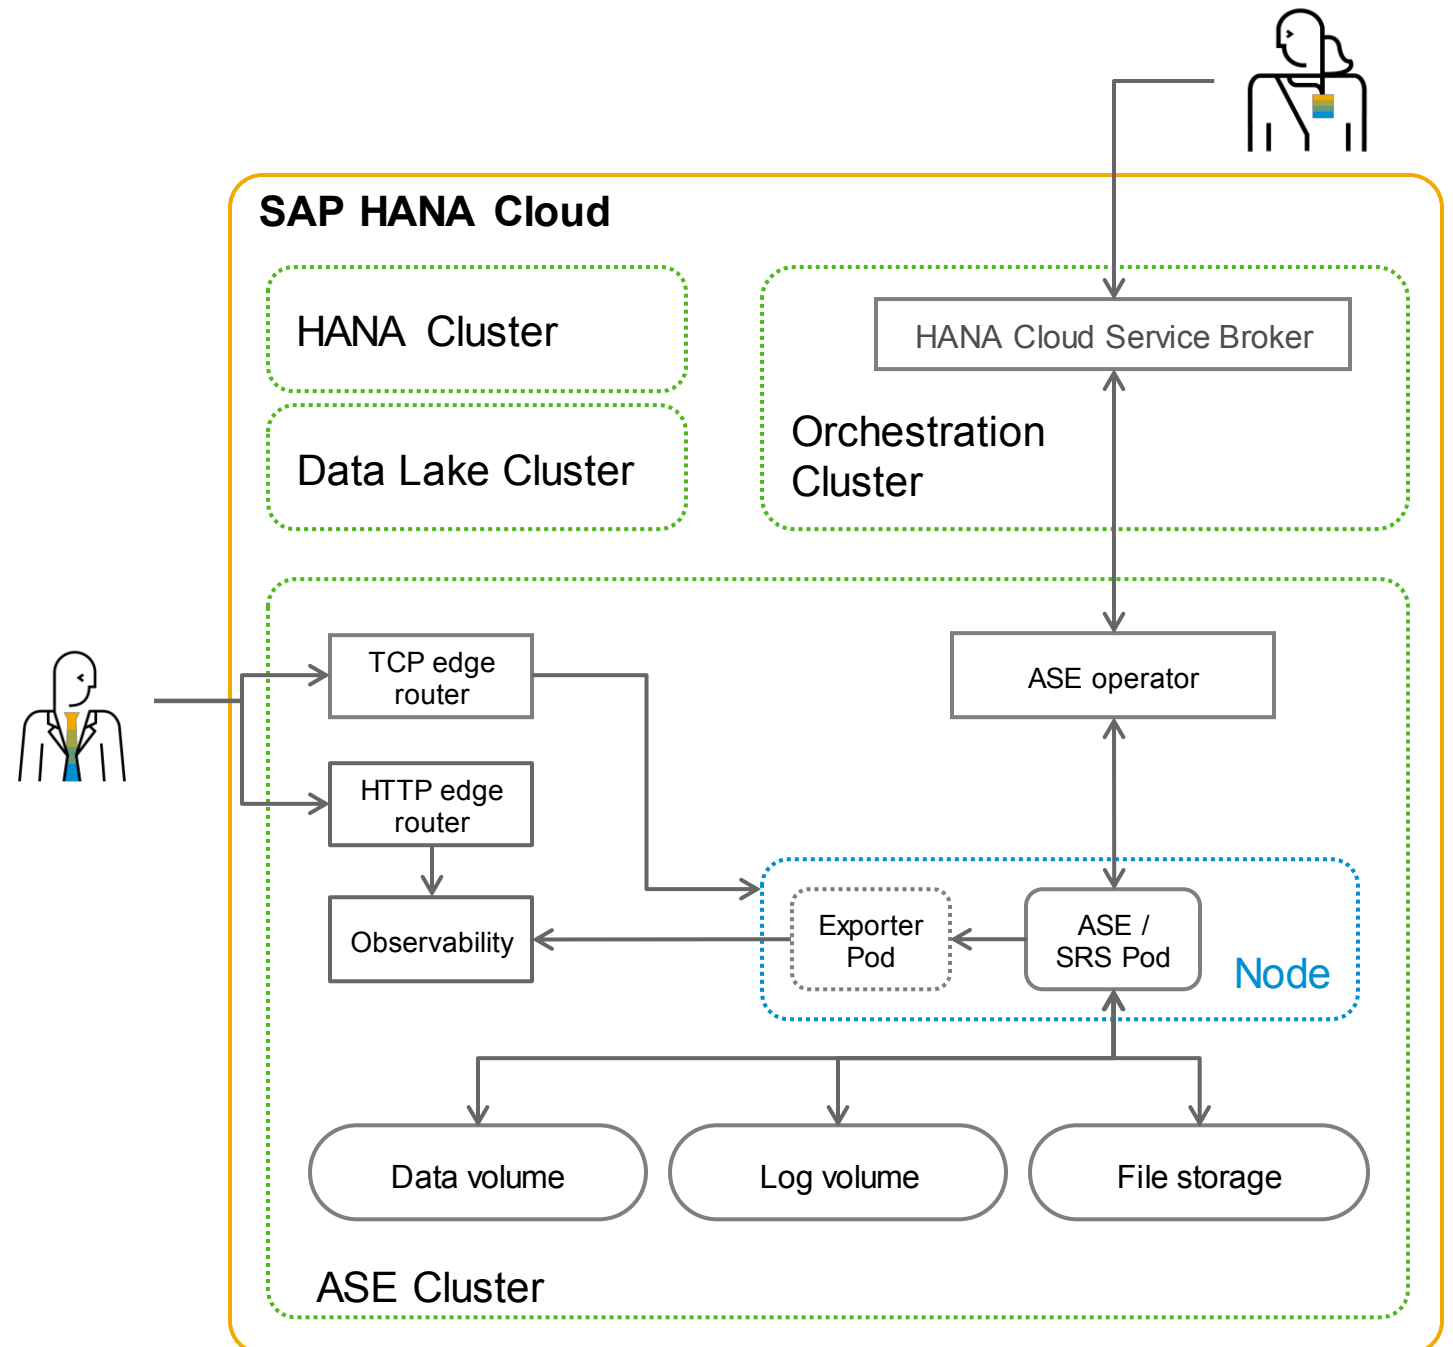 SAP HANA Cloud
HANA Cluster
HANA Cloud Service Broker
Orchestration
Cluster
Data Lake Cluster
TCP edge
router
ASE operator
HTTP edge
router
Observability
Exporter
Pod
ASE /
SRS Pod
Node
Data volume
Log volume
File storage
ASE Cluster